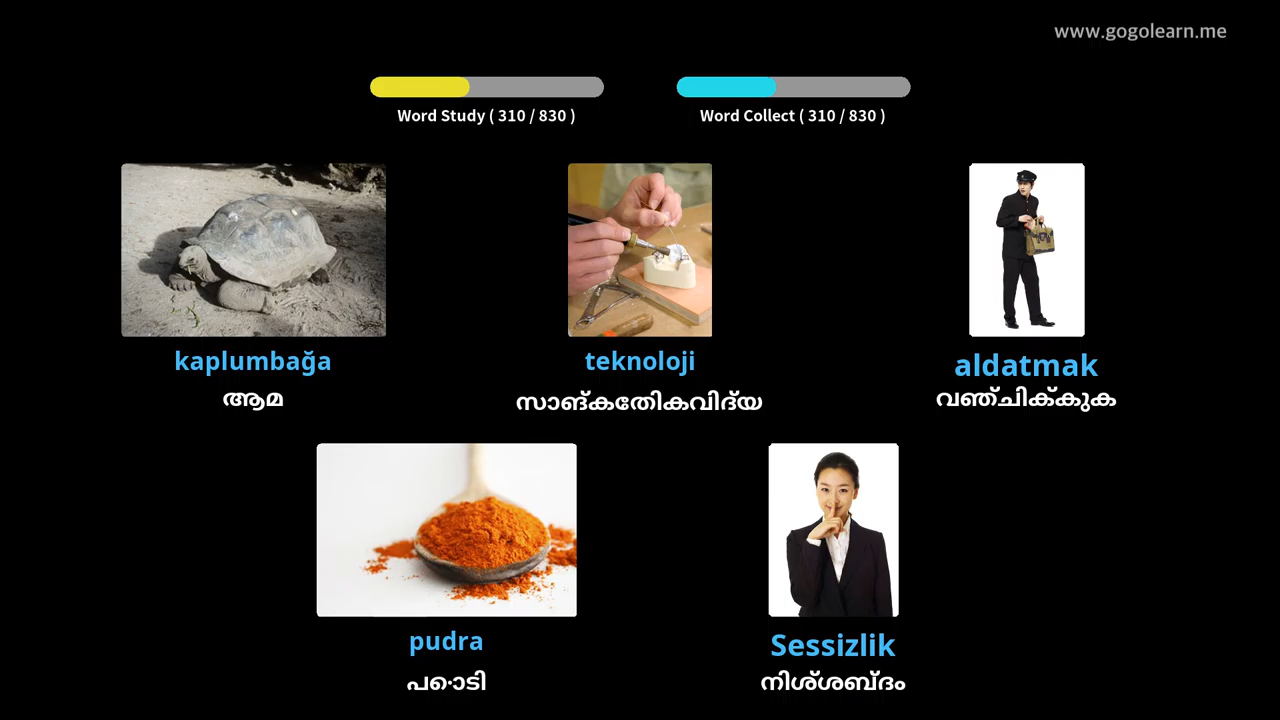 www.gogolearn.me
Word Study ( 310 / 830 )
Word Collect ( 310 / 830 )
kaplumbağa
teknoloji
aldatmak
ആമ
സാങ്കേതികവിദ്യ
വഞ്ചിക്കുക
pudra
Sessizlik
പൊടി
നിശ്ശബ്ദം